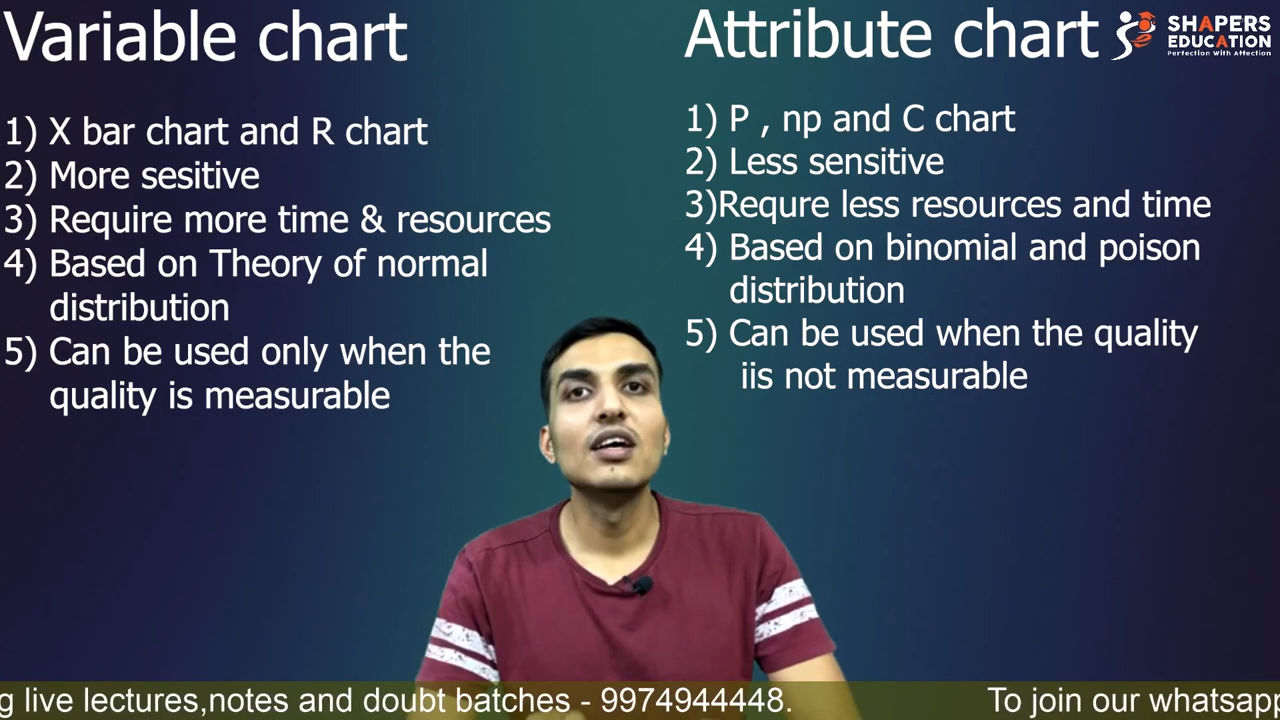 Variable chart
1) X bar chart and R chart
2) More sesitive
3) Require more time & resources
4) Based on Theory of normal
distribution
5) Can be used only when the
quality is measurable
Attribute chart
SHAPERS
EDUCATION
Perfection With Affection
1) P , np and C chart
2) Less sensitive
3)Requre less resources and time
4) Based on binomial and poison
distribution
5) Can be used when the quality
iis not measurable
g live lectures,notes and doubt batches - 9974944448.
To join our whatsapp